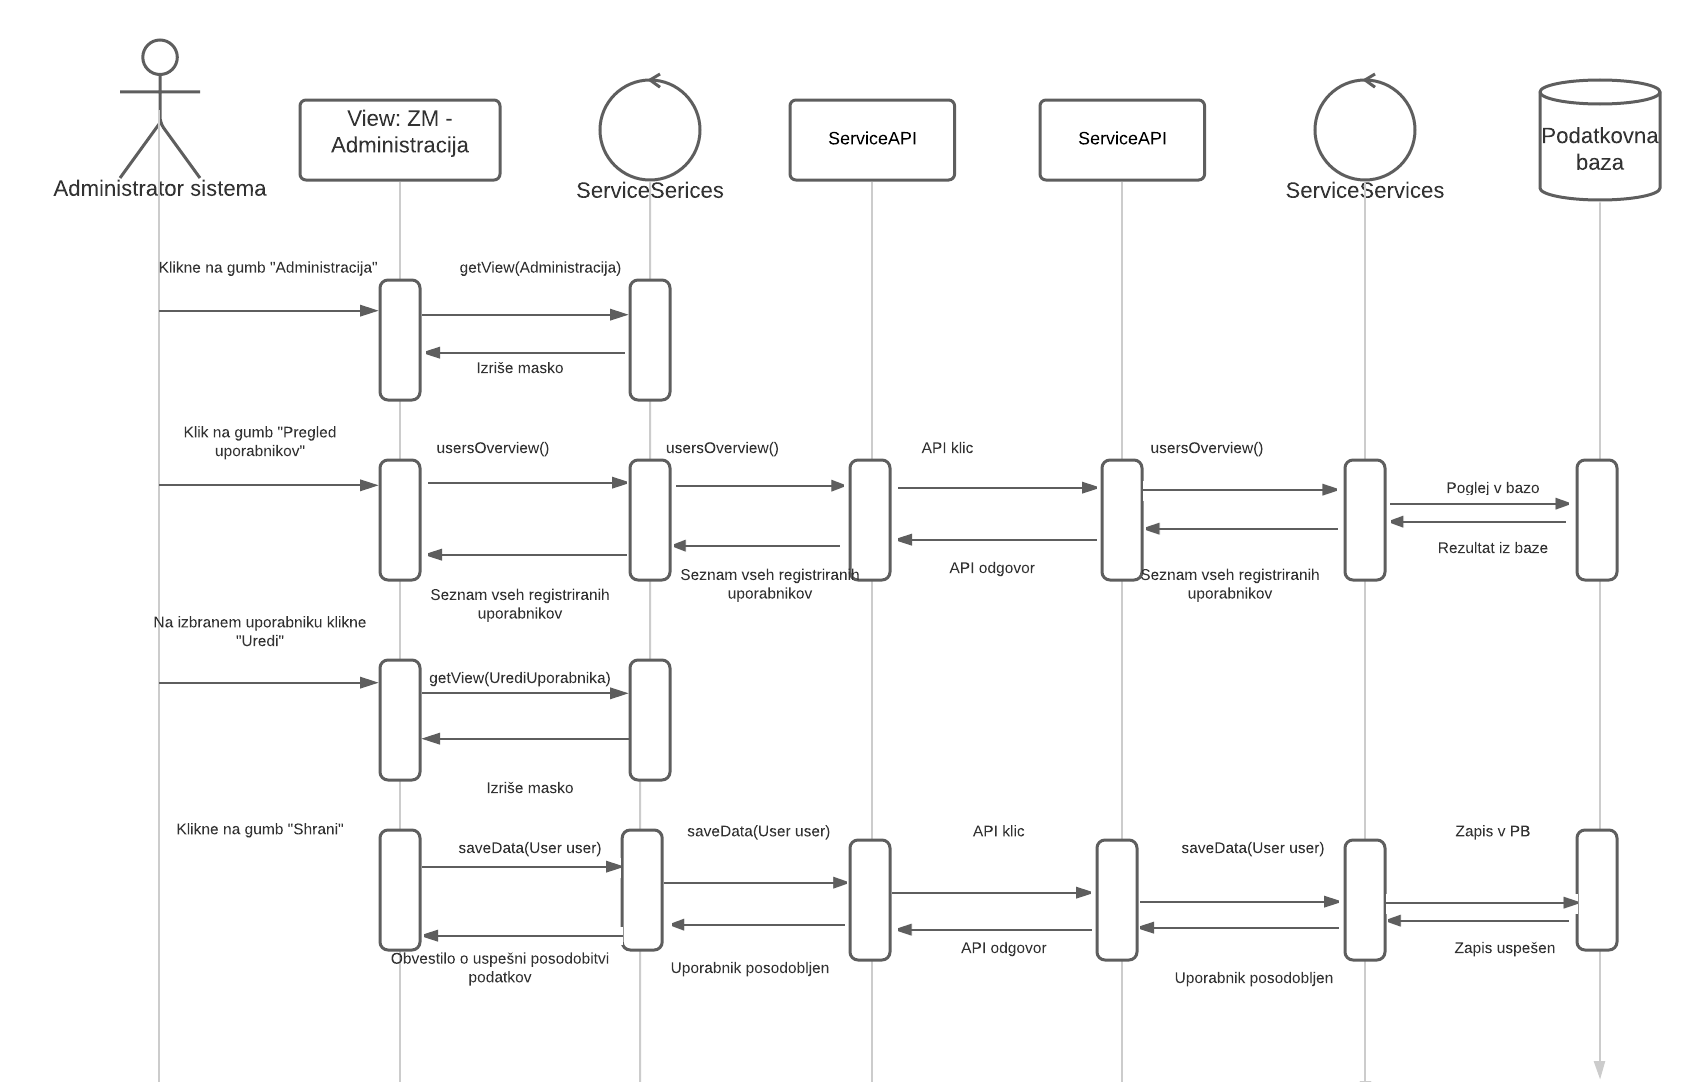 View: ZM -
Administracija
ServiceAPI
ServiceAPI
Podatkovna
baza
Administrator sistema
ServiceSerices
ServiceServices
Klikne na gumb "Administracija"
getView(Administracija)
Izriše masko
Klik na gumb "Pregled
uporabnikov"
usersOverview()
usersOverview()
API klic
usersOverview()
Poglej v bazo
Rezultat iz baze
API odgovor
Seznam vseh registriranih
uporabnikov
Seznam vseh registriranih
uporabnikov
Seznam vseh registriranih
uporabnikov
Na izbranem uporabniku klikne
"Uredi"
getView(UrediUporabnika)
Izriše masko
Klikne na gumb "Shrani"
saveData(User user)
saveData(User user)
API klic
saveData(User user)
Zapis v PB
Obvestilo o uspešni posodobitvi
podatkov
Uporabnik posodobljen
API odgovor
Uporabnik posodobljen
Zapis uspešen